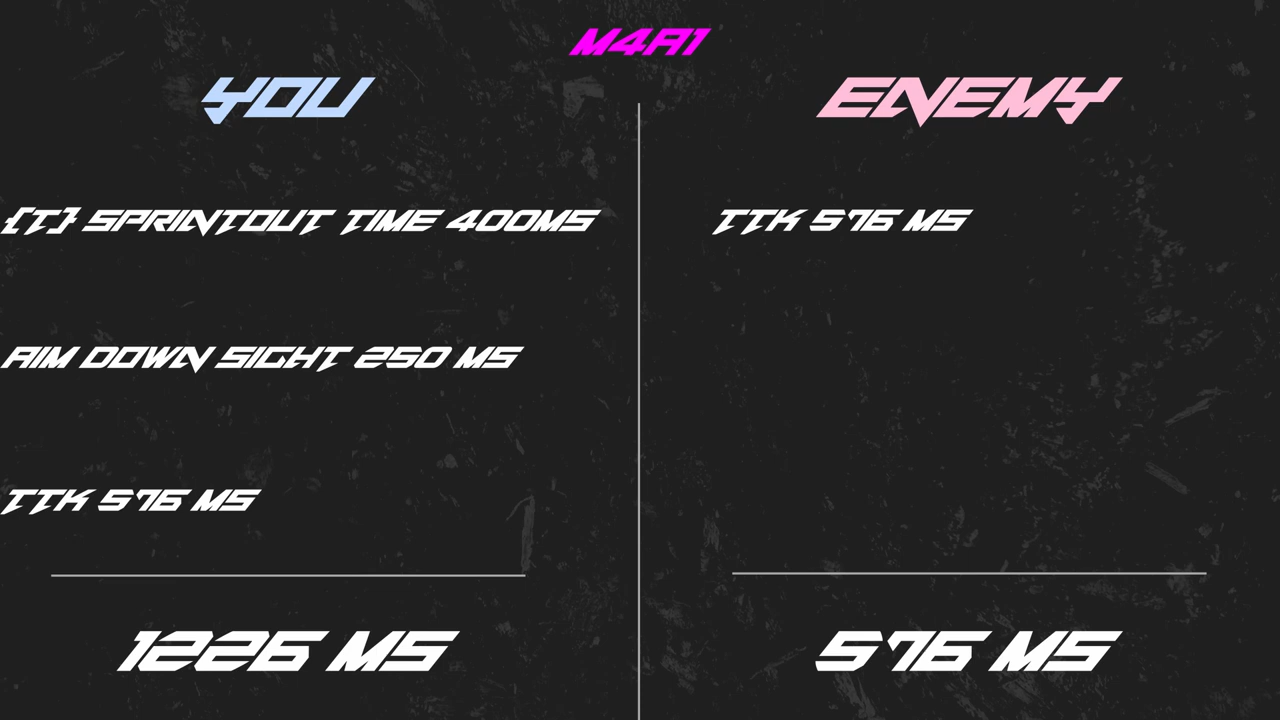 M4A1
YOU
{T} SPRINTOUT TIME 400MS
AIM DOWN SIGHT 250 MS
TTK 576 MS
1226 MS
ENEMY
TTK 576 MS
576 MS